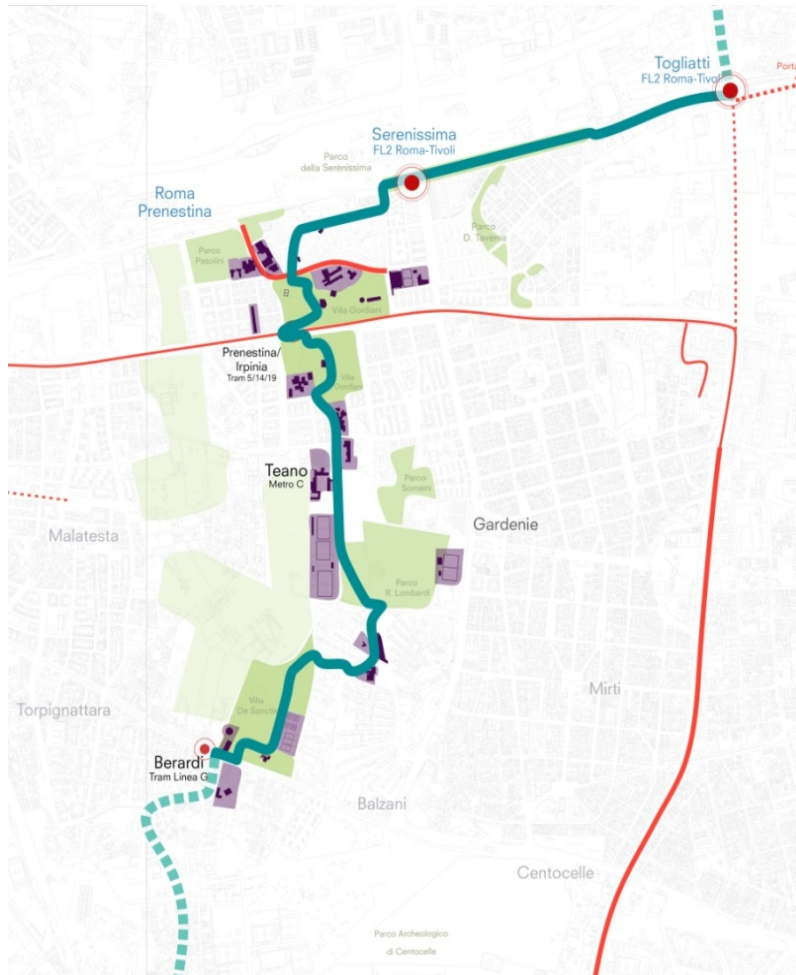 Togliatti
FL2 Roma-Tivoli
Porta
Serenissima
FL2 Roma-Tivoli
Parco
della Serenissima
Roma
Prenestina
Parco
D. Taverna
Parco
Pasolini
Villa Gordiani
Prenestina/
Irpinia
Tram 5/14/19
Villa
Gordiani
Teano
Metro C
Parco
Somaini
Gardenie
Malatesta
Parco
R. Lombardi
Mirti
Villa
De Sanctis
Torpignattara
Berardi
Tram Linea G
Balzani
Centocelle
Parco Archeologico
di Centocelle